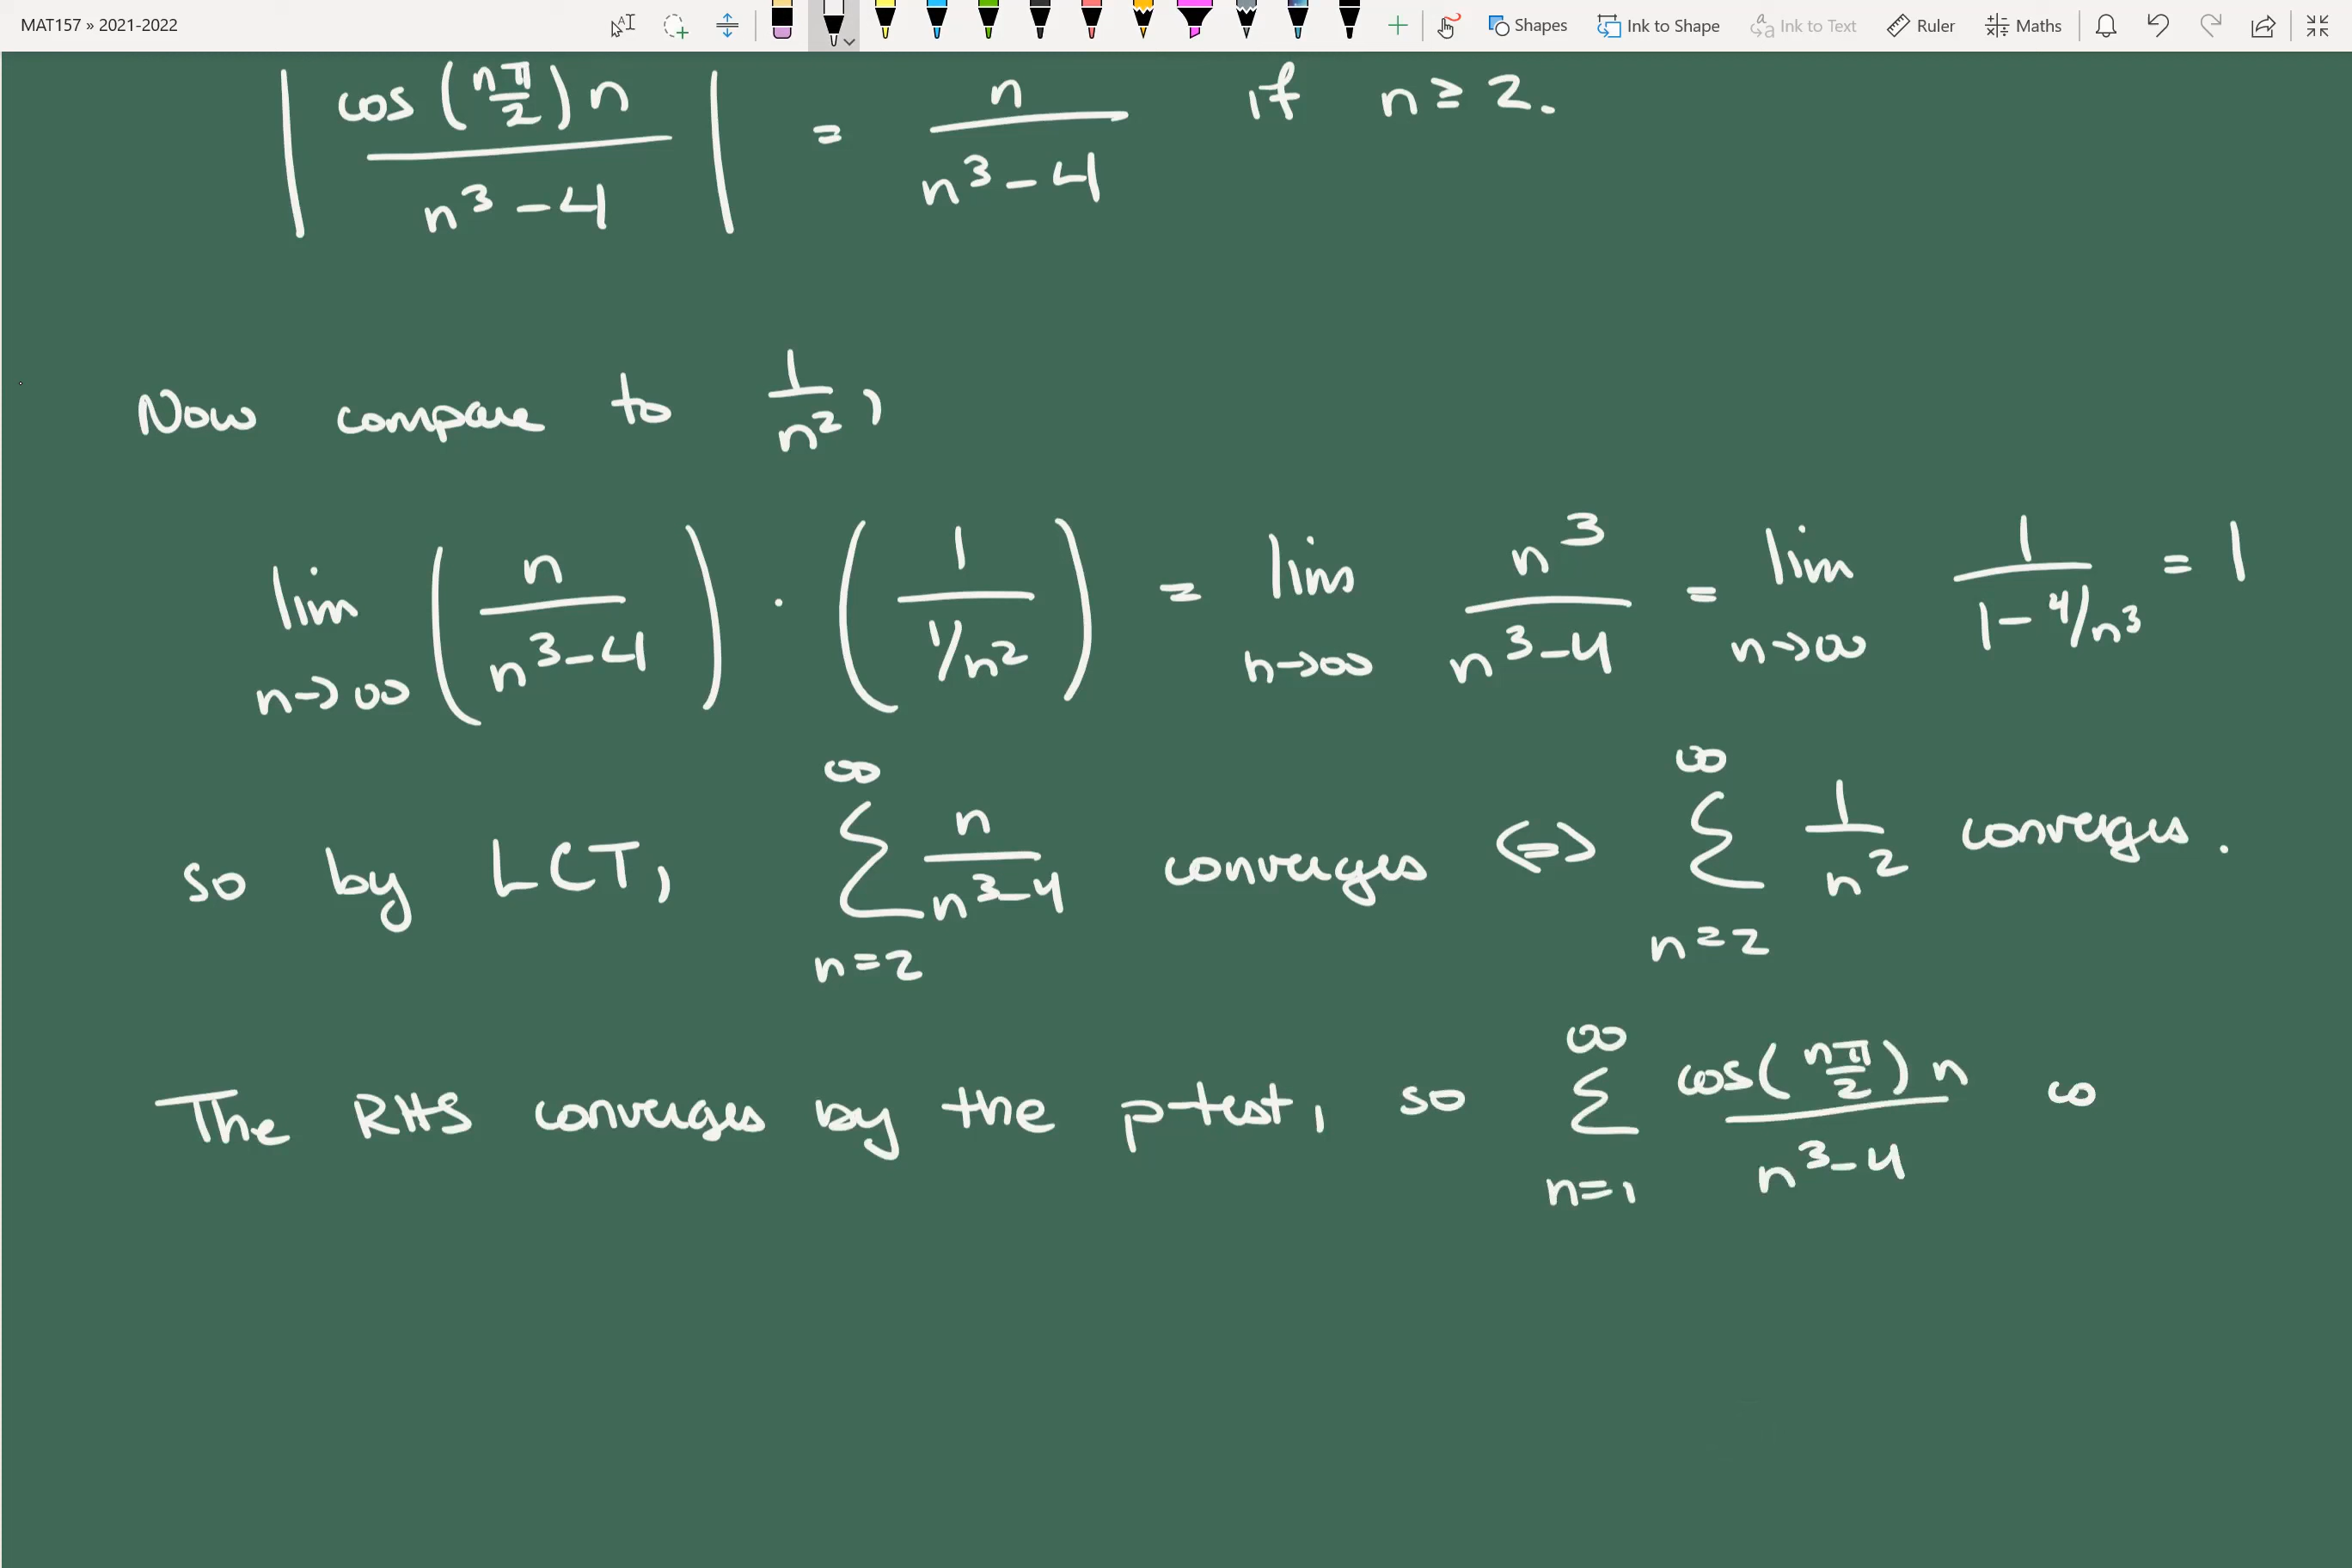 MAT157 » 2021-2022 Shapes Ink to Shape Ink to Text Ruler Maths
| cos(nπ/2) n / (n³-4) | = n / (n³-4) if n ≥ 2.
Now compare to 1/n²,
lim n→∞ (n / (n³-4)) · (1 / (1/n²)) = lim n→∞ n³ / (n³-4) = lim n→∞ 1 / (1 - 4/n³) = 1
so by LCT, ∑ n=2 ∞ n / (n³-4) converges <=> ∑ n=2 ∞ 1/n² converges.
The RHS converges by the p-test, so ∑ n=1 ∞ cos(nπ/2) n / (n³-4) co